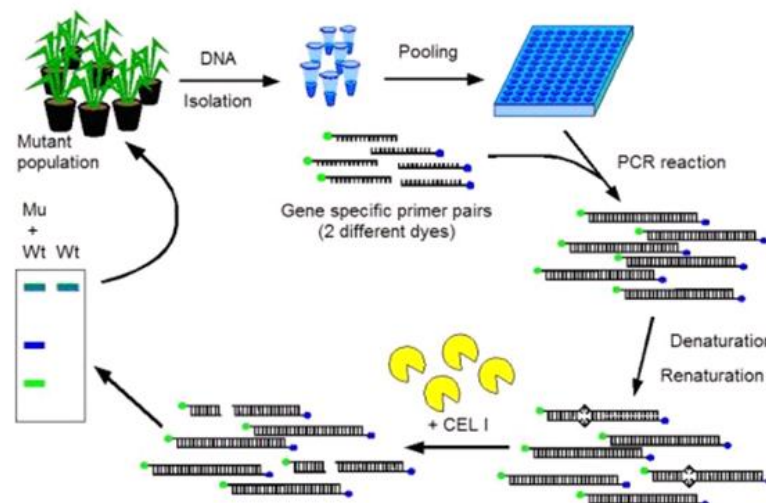 DNA
Isolation
Pooling
Mutant
population
PCR reaction
Gene specific primer pairs
(2 different dyes)
Mu
+
Wt Wt
Denaturation
Renaturation
+ CEL I